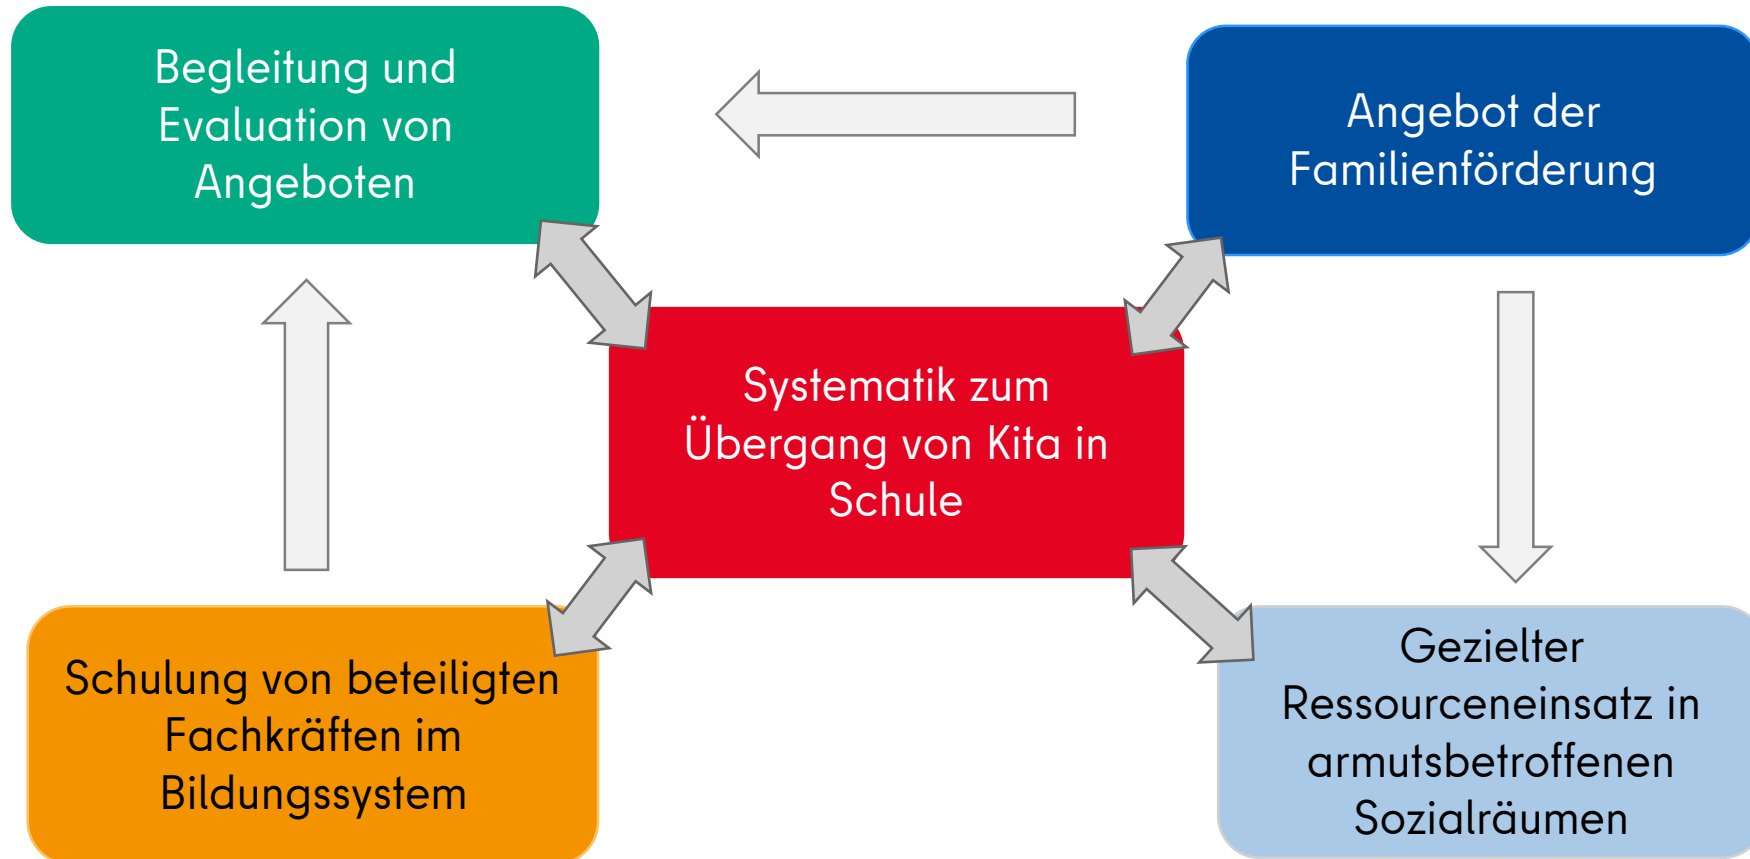 Begleitung und
Evaluation von
Angeboten
Angebot der
Familienförderung
Systematik zum
Übergang von Kita in
Schule
Schulung von beteiligten
Fachkräften im
Bildungssystem
Gezielter
Ressourceneinsatz in
armutsbetroffenen
Sozialräumen